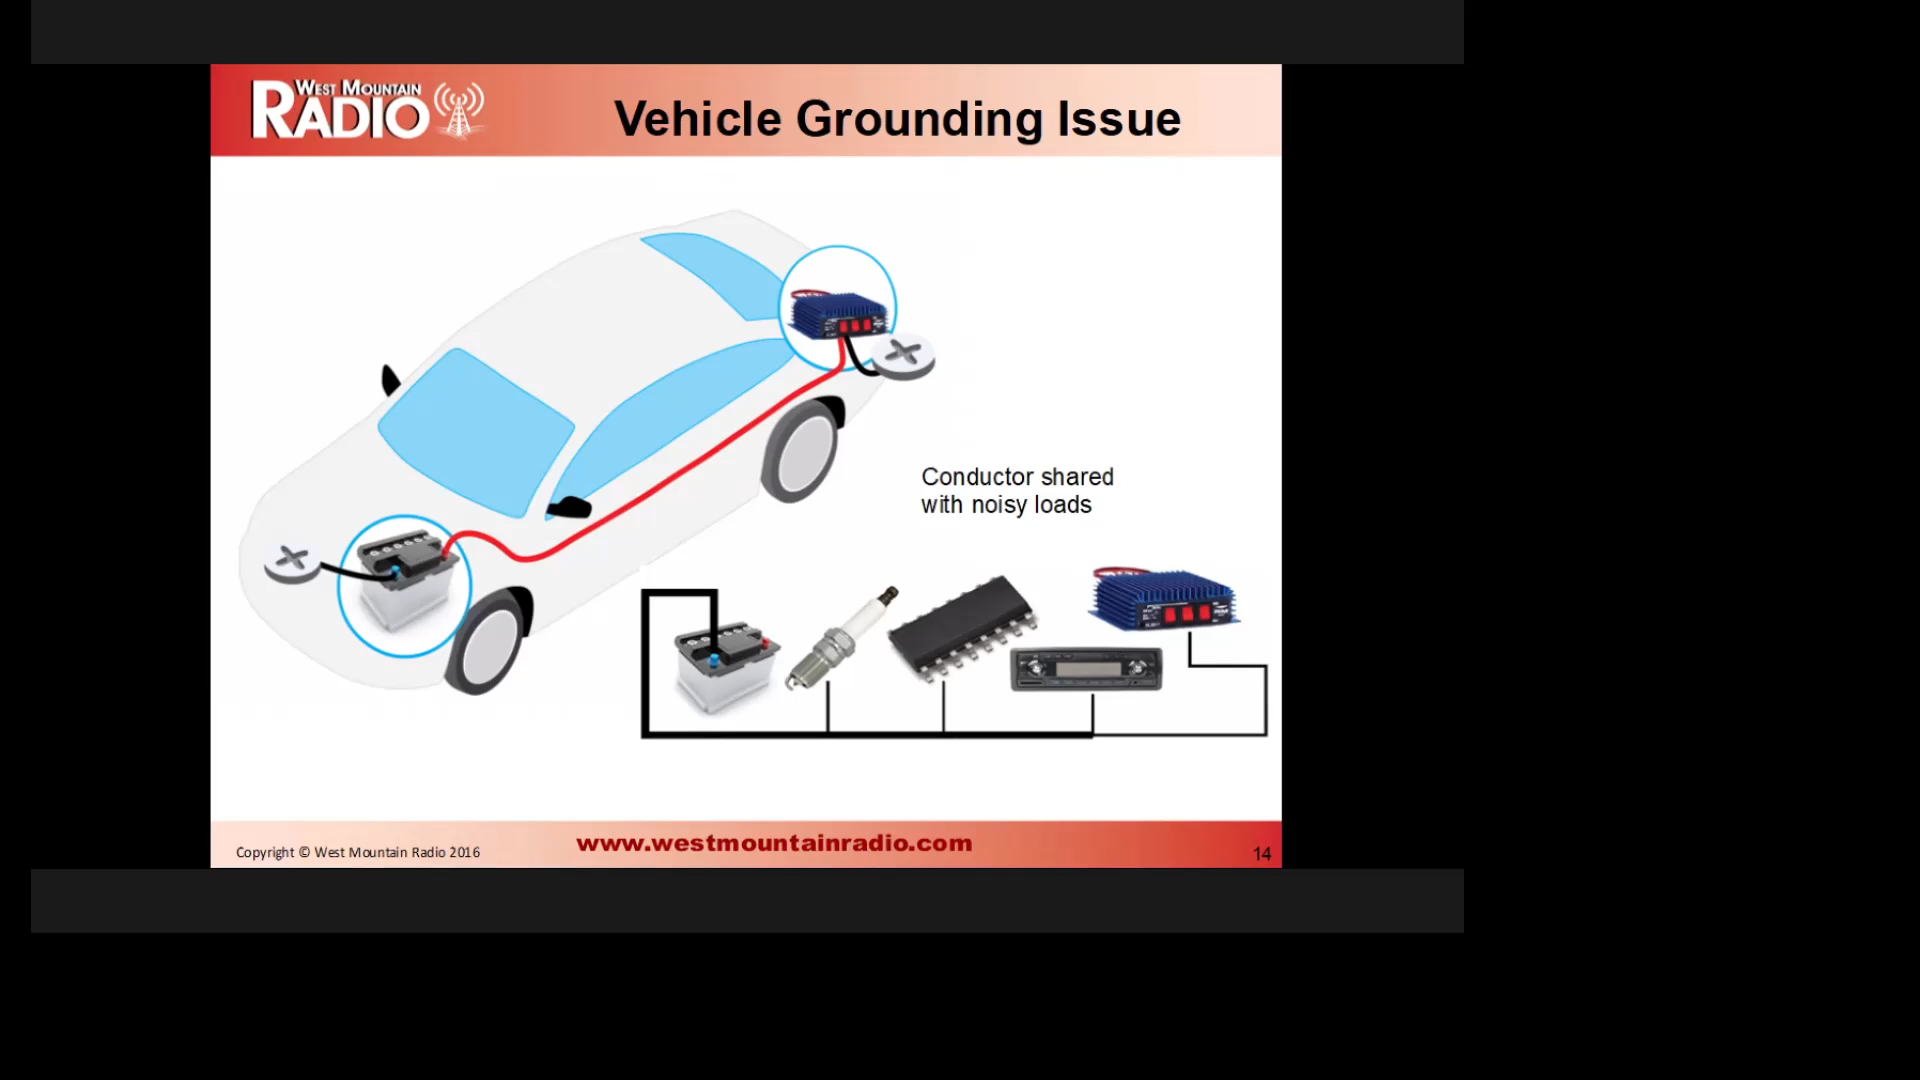 WEST MOUNTAIN
RADIO
Vehicle Grounding Issue
Conductor shared
with noisy loads
Copyright © West Mountain Radio 2016
www.westmountainradio.com
14